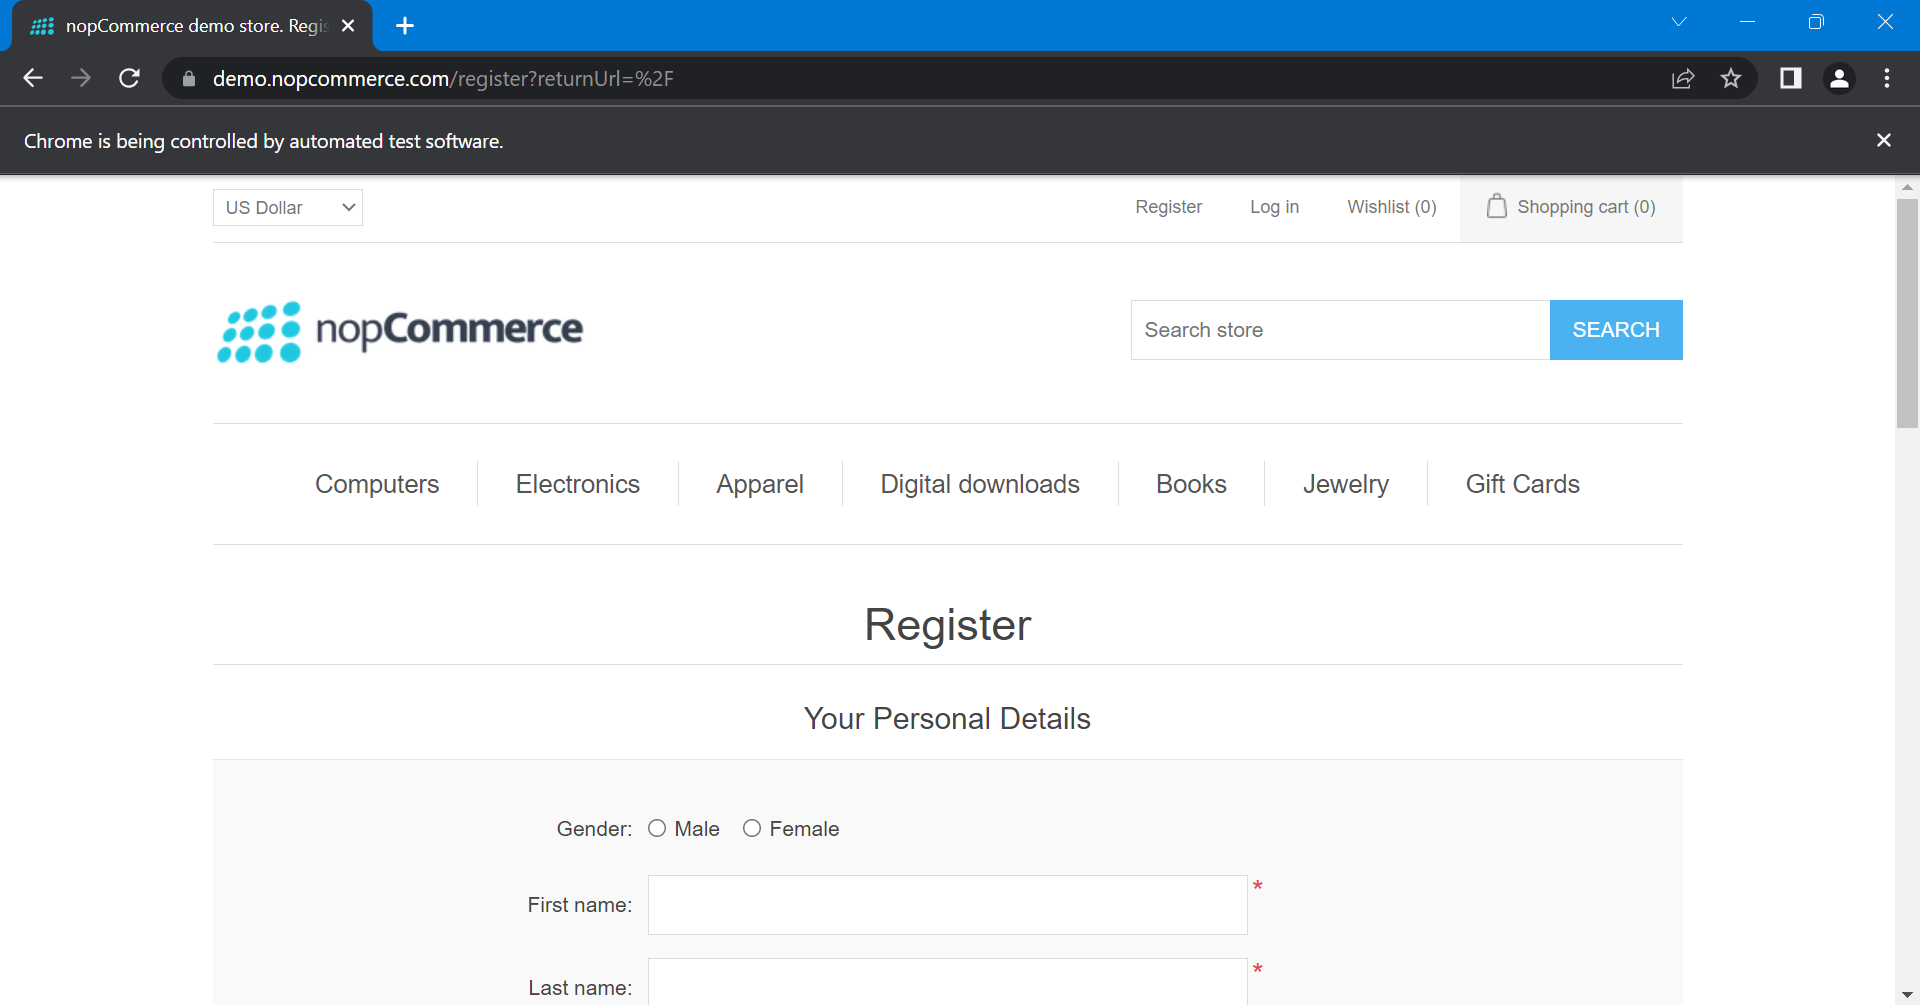 nopCommerce demo store. Regis
demo.nopcommerce.com/register?returnUrl=%2F
Chrome is being controlled by automated test software.
US Dollar
Register
Log in
Wishlist (0)
Shopping cart (0)
nopCommerce
Search store
SEARCH
Computers
Electronics
Apparel
Digital downloads
Books
Jewelry
Gift Cards
Register
Your Personal Details
Gender: Male Female
First name: *
Last name: *